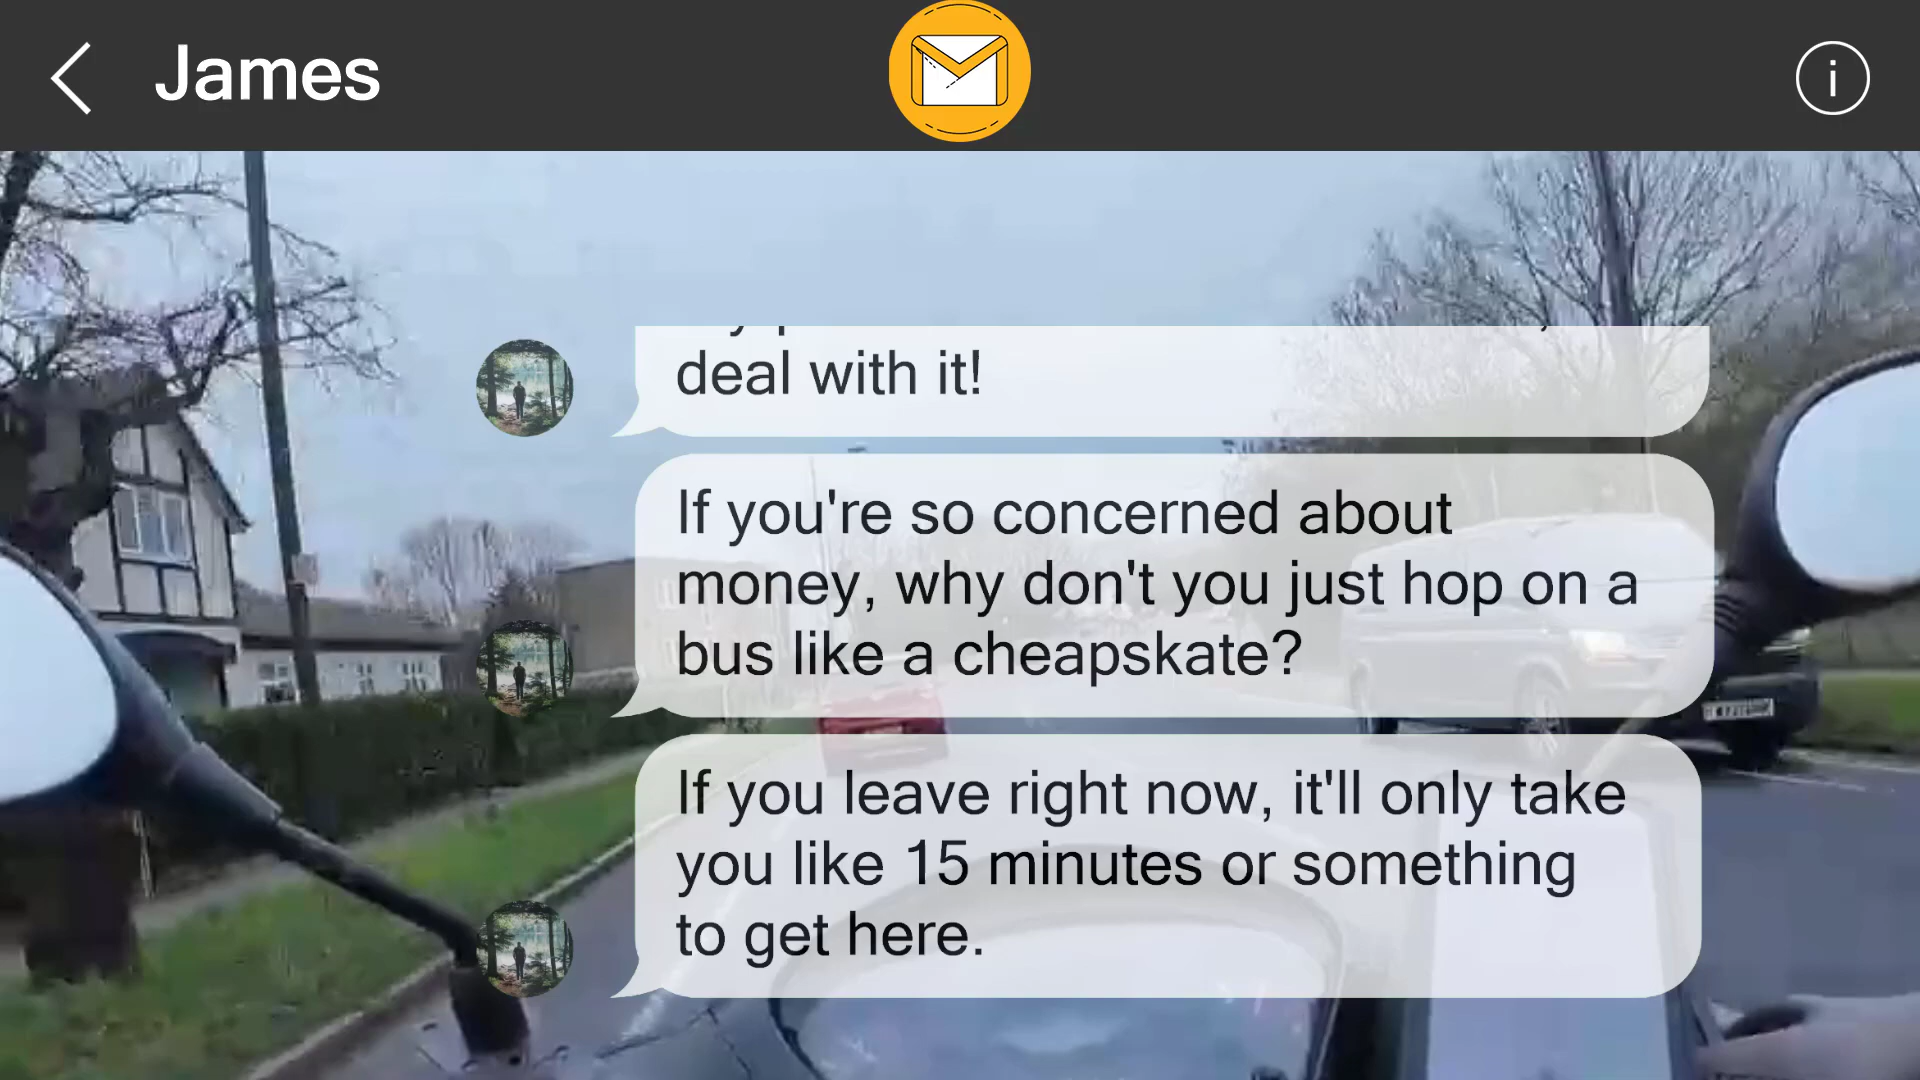 James
deal with it!
If you're so concerned about
money, why don't you just hop on a
bus like a cheapskate?
If you leave right now, it'll only take
you like 15 minutes or something
to get here.